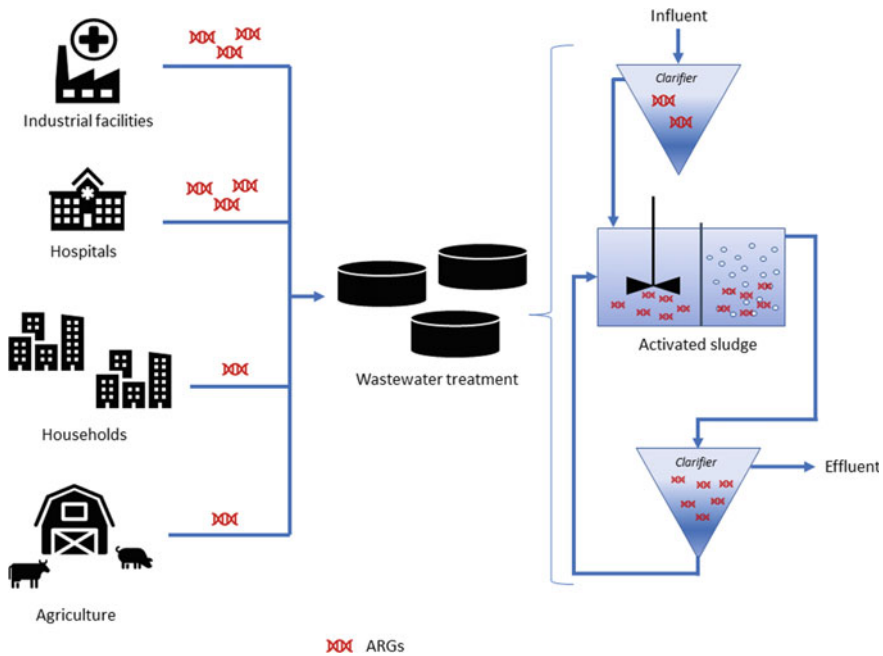 Industrial facilities
Hospitals
Households
Agriculture
Wastewater treatment
Influent
Clarifier
Activated sludge
Clarifier
Effluent
ARGs